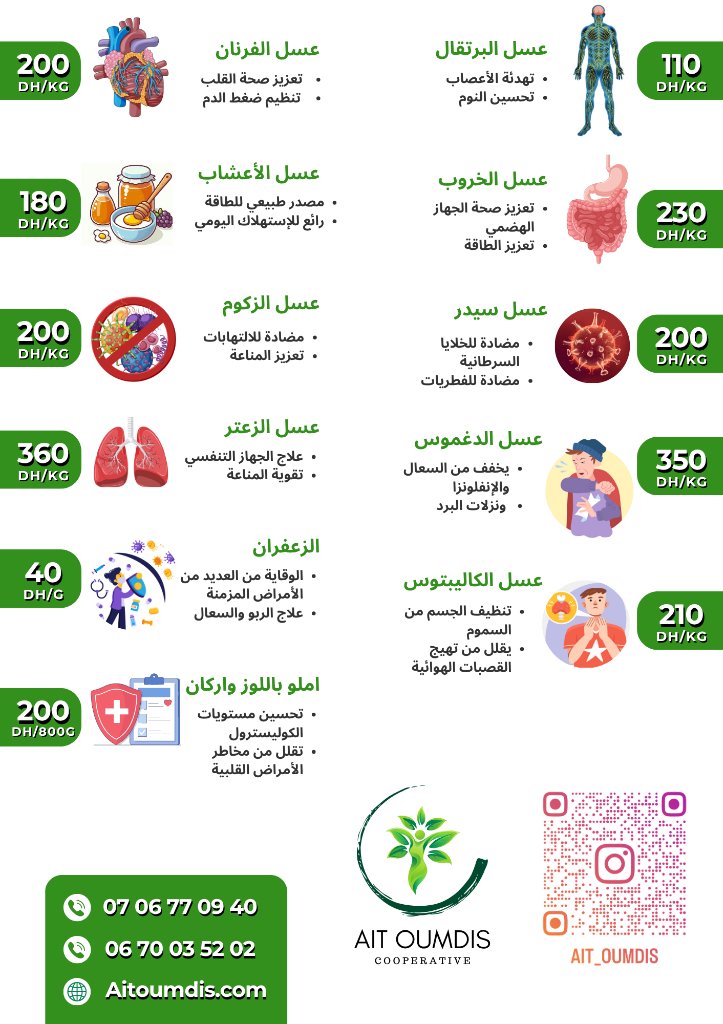 عسل البرتقال
تهدئة الأعصاب
تحسين النوم
110
DH/KG
عسل الفرنان
تعزيز صحة القلب
تنظيم ضغط الدم
200
DH/KG
عسل الخروب
تعزيز صحة الجهاز
الهضمي
تعزيز الطاقة
230
DH/KG
عسل الأعشاب
مصدر طبيعي للطاقة
رائع للإستهلاك اليومي
180
DH/KG
عسل سيدر
مضادة للخلايا
السرطانية
مضادة للفطريات
200
DH/KG
عسل الزكوم
مضادة للالتهابات
تعزيز المناعة
200
DH/KG
عسل الدغموس
يخفف من السعال
والإنفلونزا
ونزلات البرد
350
DH/KG
عسل الزعتر
علاج الجهاز التنفسي
تقوية المناعة
360
DH/KG
عسل الكاليبتوس
تنظيف الجسم من
السموم
يقلل من تهيج
القصبات الهوائية
210
DH/KG
الزعفران
الوقاية من العديد من
الأمراض المزمنة
علاج الربو والسعال
40
DH/G
املو باللوز واركان
تحسين مستويات
الكوليسترول
تقلل من مخاطر
الأمراض القلبية
200
DH/800G
AIT OUMDIS
COOPERATIVE
AIT_OUMDIS
07 06 77 09 40
06 70 03 52 02
Aitoumdis.com